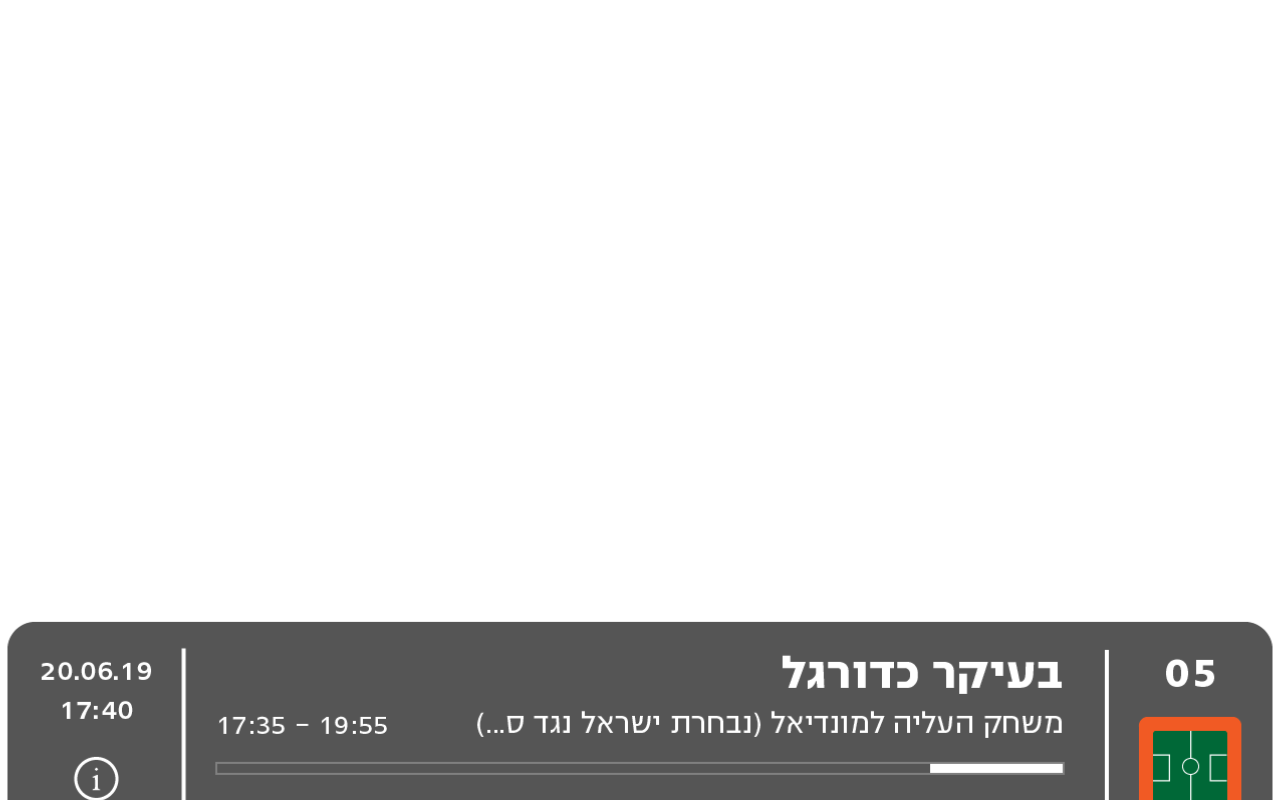 05
בעיקר כדורגל
משחק העליה למונדיאל (נבחרת ישראל נגד ס...)
17:35 – 19:55
20.06.19
17:40
i